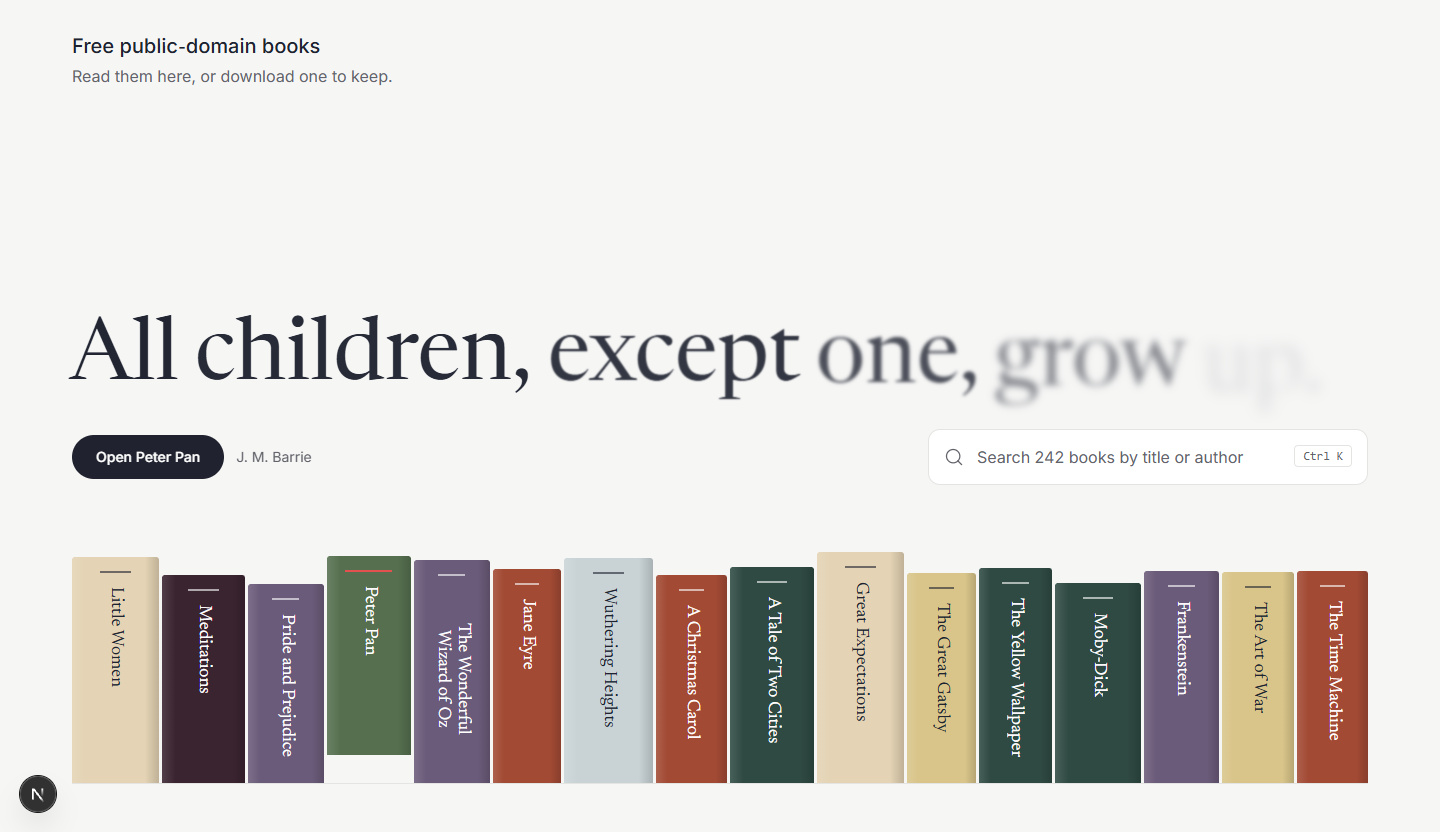 Free public-domain books
Read them here, or download one to keep.
All children, except one, grow up.
Open Peter Pan
J. M. Barrie
Search 242 books by title or author
Ctrl K
Little Women
Meditations
Pride and Prejudice
Peter Pan
The Wonderful
Wizard of Oz
Jane Eyre
Wuthering Heights
A Christmas Carol
A Tale of Two Cities
Great Expectations
The Great Gatsby
The Yellow Wallpaper
Moby-Dick
Frankenstein
The Art of War
The Time Machine
N